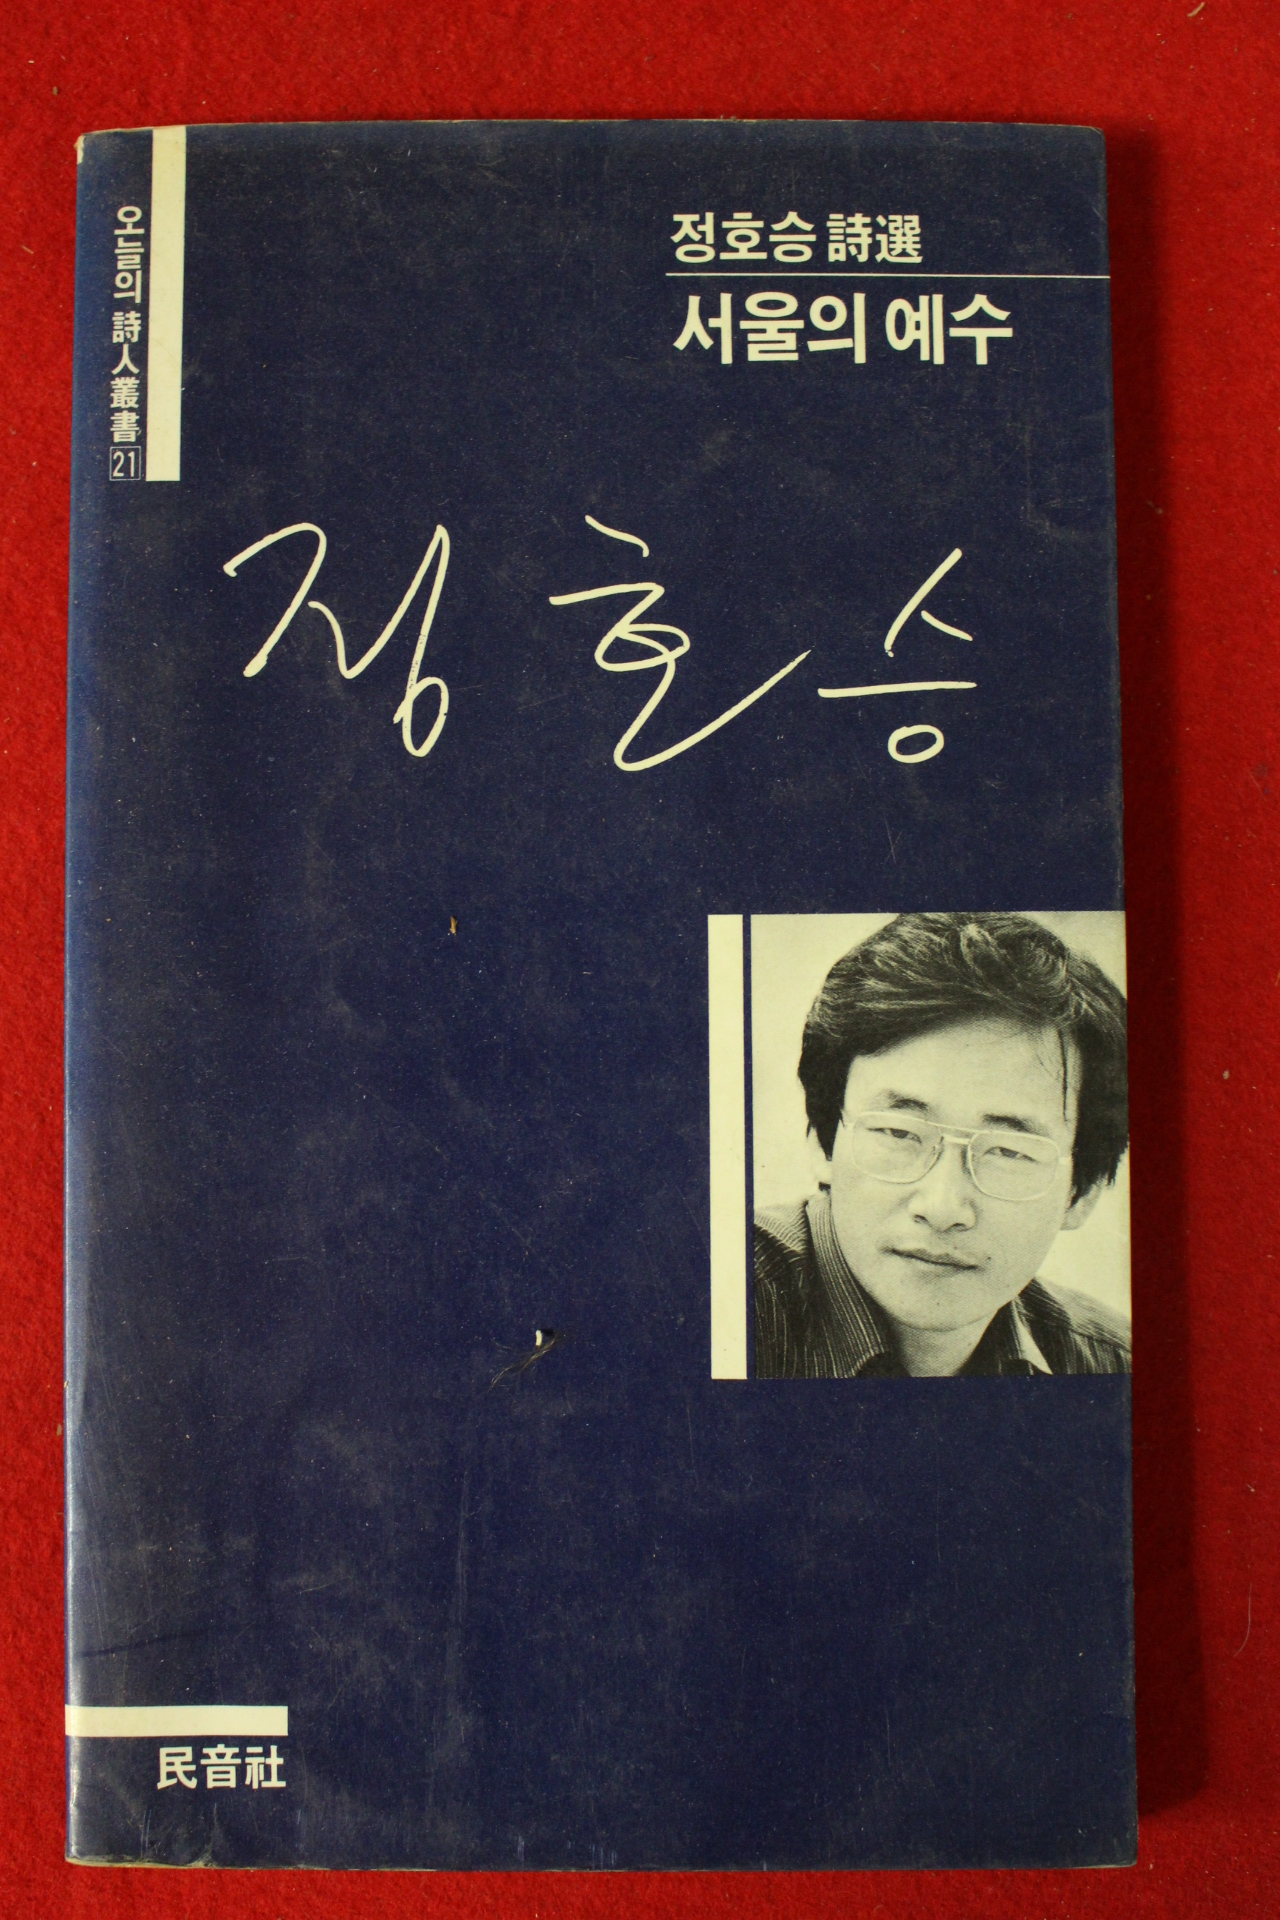 오늘의 詩人叢書 21
정호승 詩選
서울의 예수
정호승
民音社